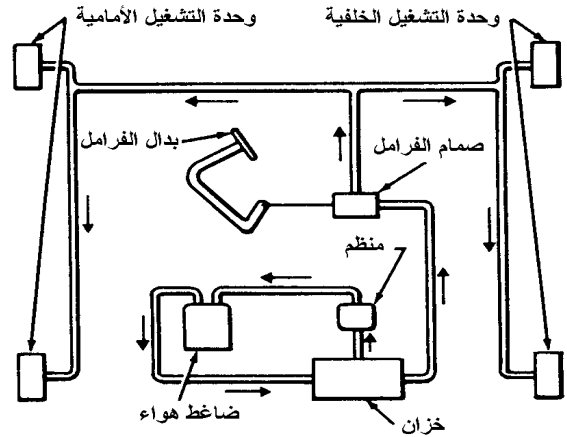 وحدة التشغيل الخلفية
وحدة التشغيل الأمامية
بدال الفرامل
صمام الفرامل
منظم
ضاغط هواء
خزان